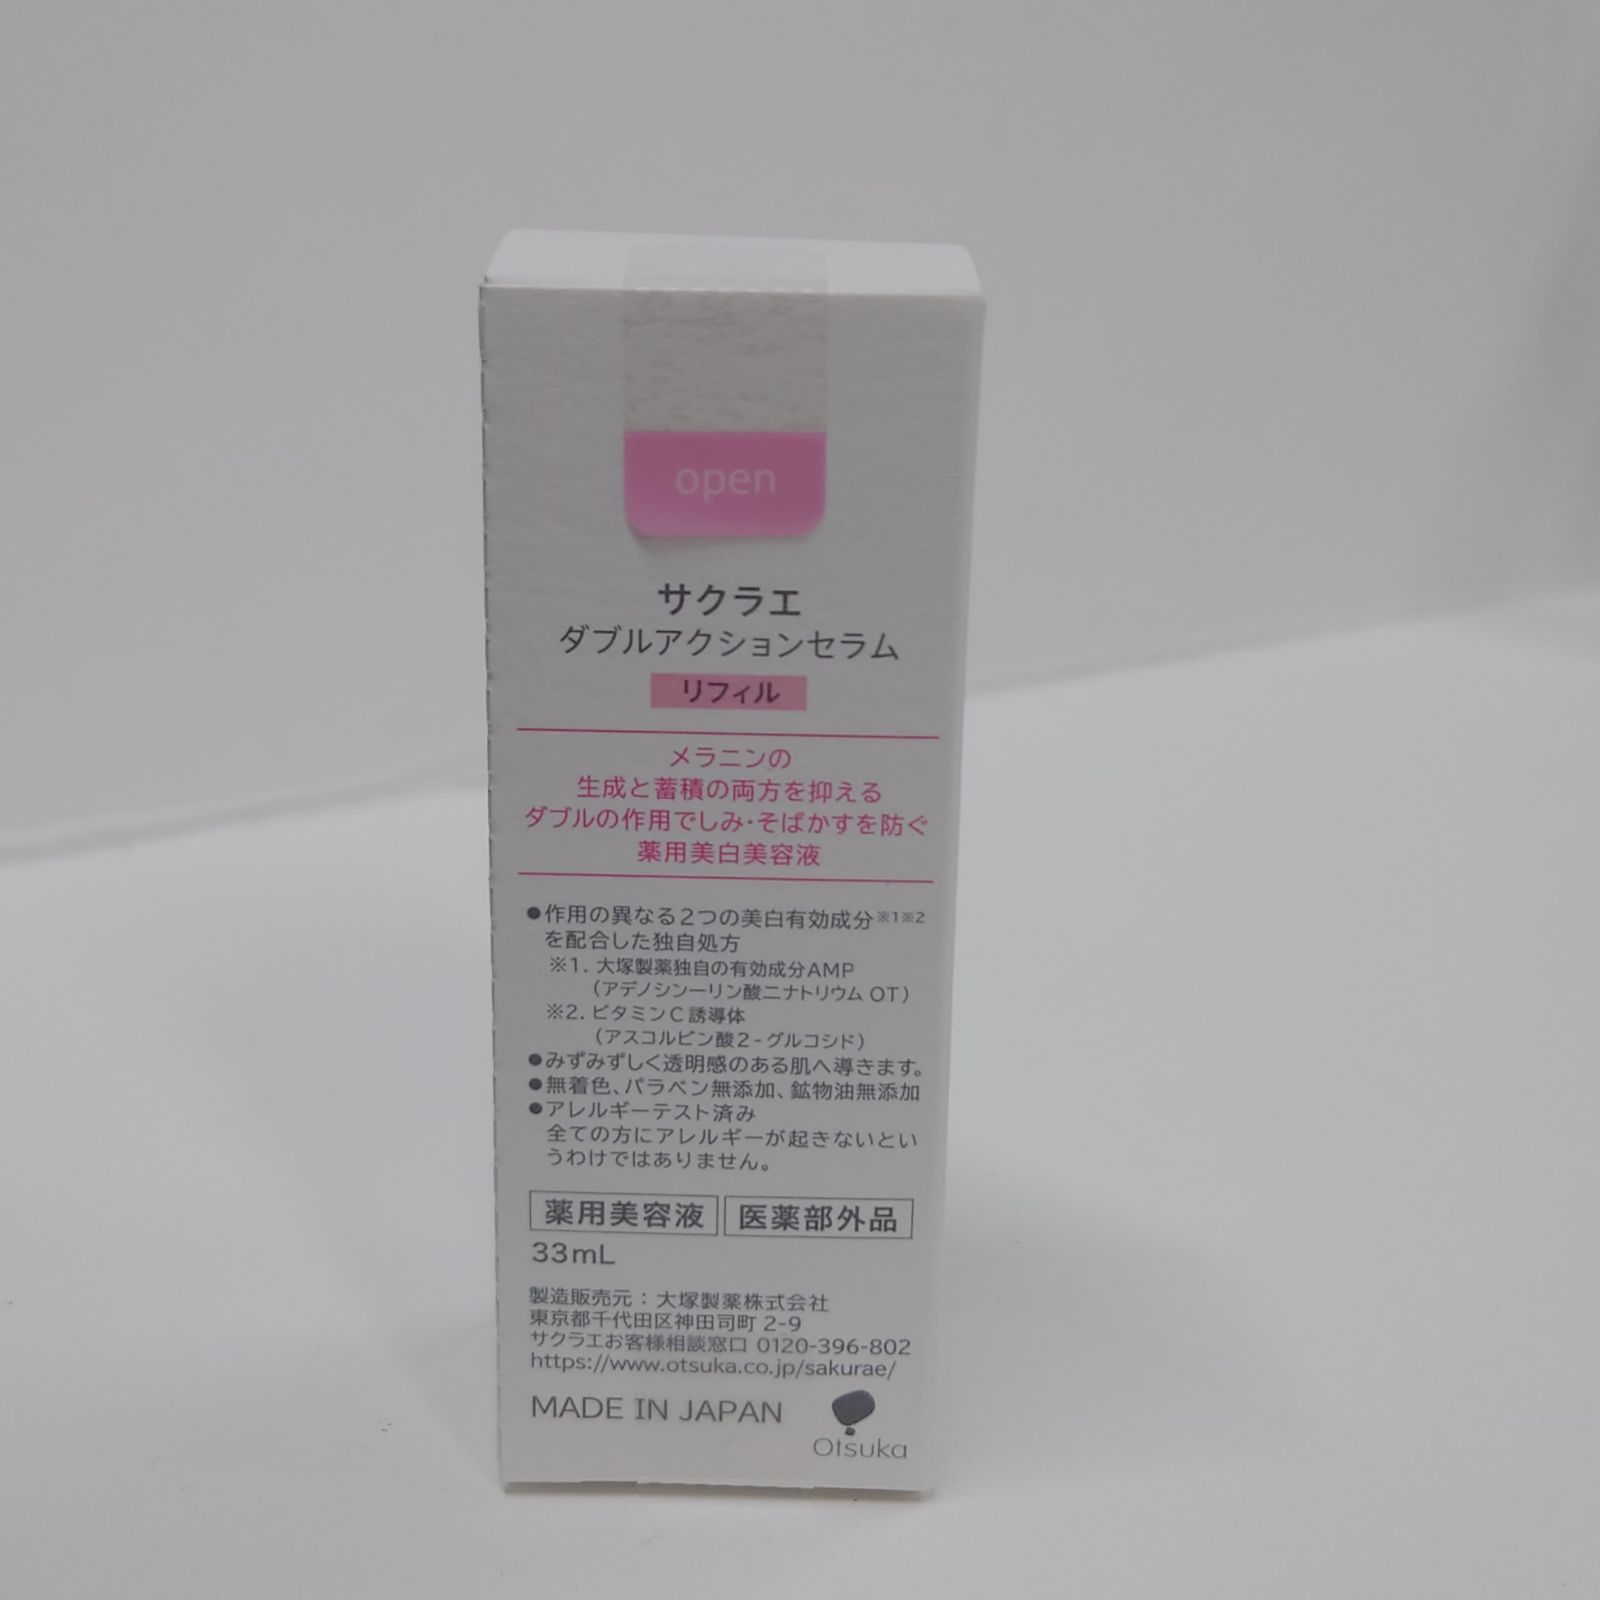 open
サクラエ
ダブルアクションセラム
リフィル
メラニンの
生成と蓄積の両方を抑える
ダブルの作用でしみ・そばかすを防ぐ
薬用美白美容液
●作用の異なる2つの美白有効成分※1※2
を配合した独自処方
※1. 大塚製薬独自の有効成分AMP
(アデノシン一リン酸二ナトリウム OT)
※2. ビタミンC誘導体
(アスコルビン酸2-グルコシド)
●みずみずしく透明感のある肌へ導きます。
●無着色、パラベン無添加、鉱物油無添加
●アレルギーテスト済み
全ての方にアレルギーが起きないとい
うわけではありません。
薬用美容液 医薬部外品
33mL
製造販売元：大塚製薬株式会社
東京都千代田区神田司町 2-9
サクラエお客様相談窓口 0120-396-802
https://www.otsuka.co.jp/sakurae/
MADE IN JAPAN
Otsuka